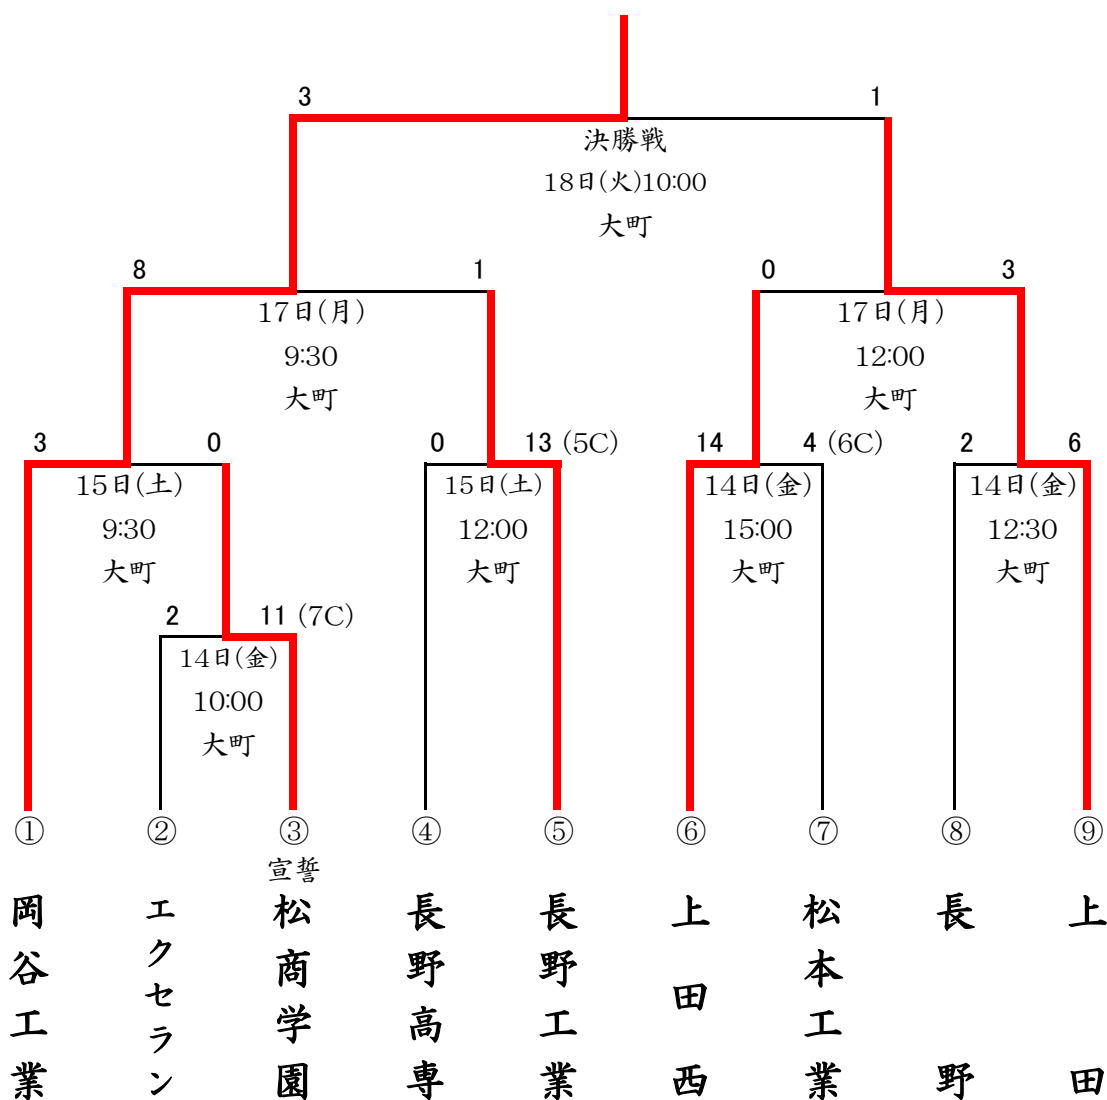 3 1
決勝戦
18日(火)10:00
大町
8 1 0 3
17日(月) 17日(月)
9:30 12:00
大町 大町
3 0 0 13 (5C) 14 4 (6C) 2 6
15日(土) 15日(土) 14日(金) 14日(金)
9:30 12:00 15:00 12:30
大町 大町 大町 大町
2 11 (7C)
14日(金)
10:00
大町
① ② ③ ④ ⑤ ⑥ ⑦ ⑧ ⑨
宣誓
岡谷工業
エクセラン
松商学園
長野高専
長野工業
上田西
松本工業
長野
上田